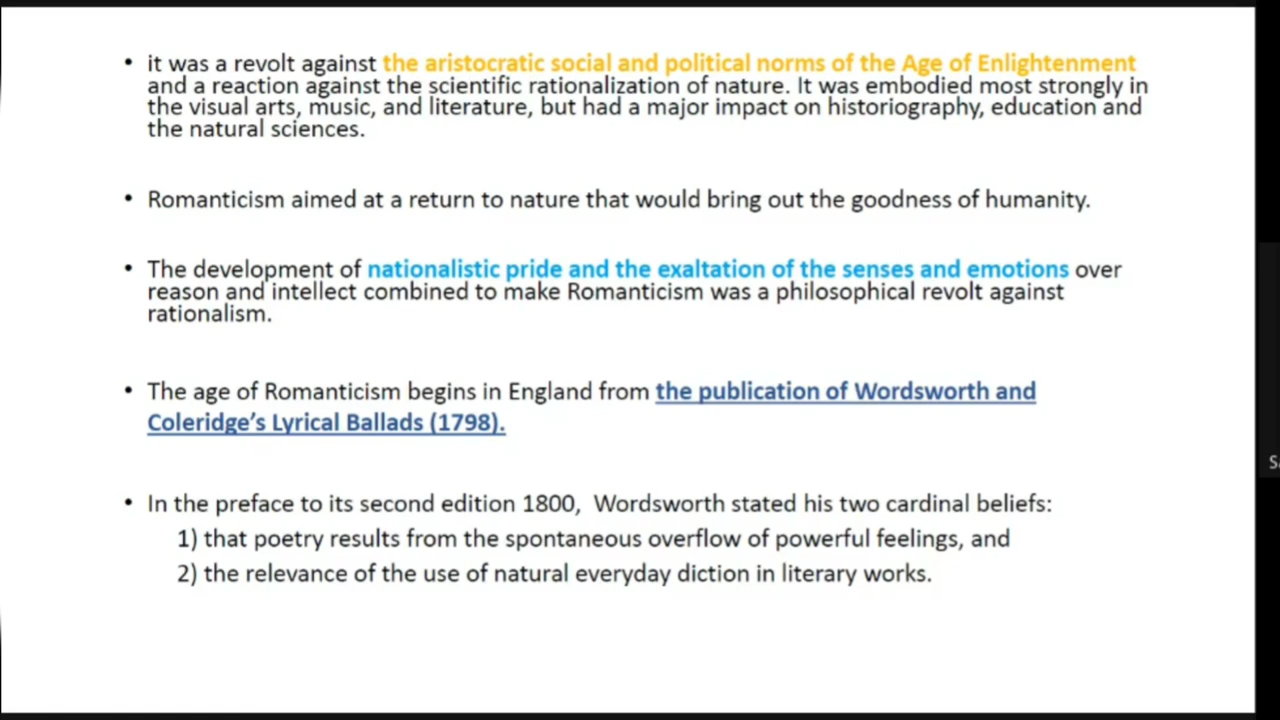 • it was a revolt against the aristocratic social and political norms of the Age of Enlightenment
and a reaction against the scientific rationalization of nature. It was embodied most strongly in
the visual arts, music, and literature, but had a major impact on historiography, education and
the natural sciences.
• Romanticism aimed at a return to nature that would bring out the goodness of humanity.
• The development of nationalistic pride and the exaltation of the senses and emotions over
reason and intellect combined to make Romanticism was a philosophical revolt against
rationalism.
• The age of Romanticism begins in England from the publication of Wordsworth and
Coleridge’s Lyrical Ballads (1798).
• In the preface to its second edition 1800, Wordsworth stated his two cardinal beliefs:
1) that poetry results from the spontaneous overflow of powerful feelings, and
2) the relevance of the use of natural everyday diction in literary works.